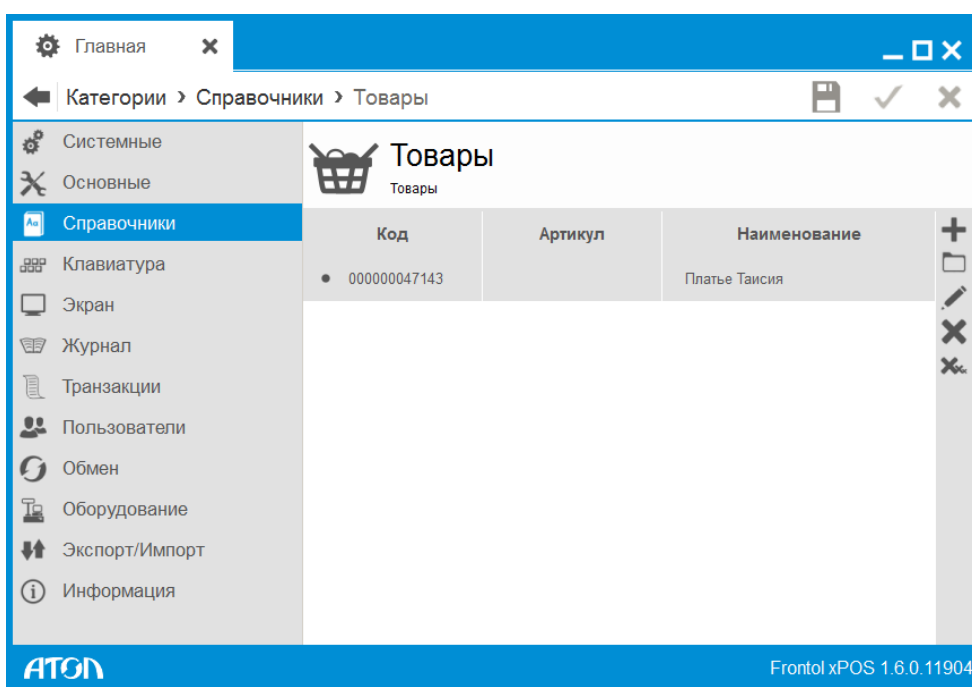 Главная
Категории > Справочники > Товары
Системные
Основные
Справочники
Клавиатура
Экран
Журнал
Транзакции
Пользователи
Обмен
Оборудование
Экспорт/Импорт
Информация
Товары
Товары
Код Артикул Наименование
000000047143 Платье Таисия
АТОЛ
Frontol xPOS 1.6.0.11904